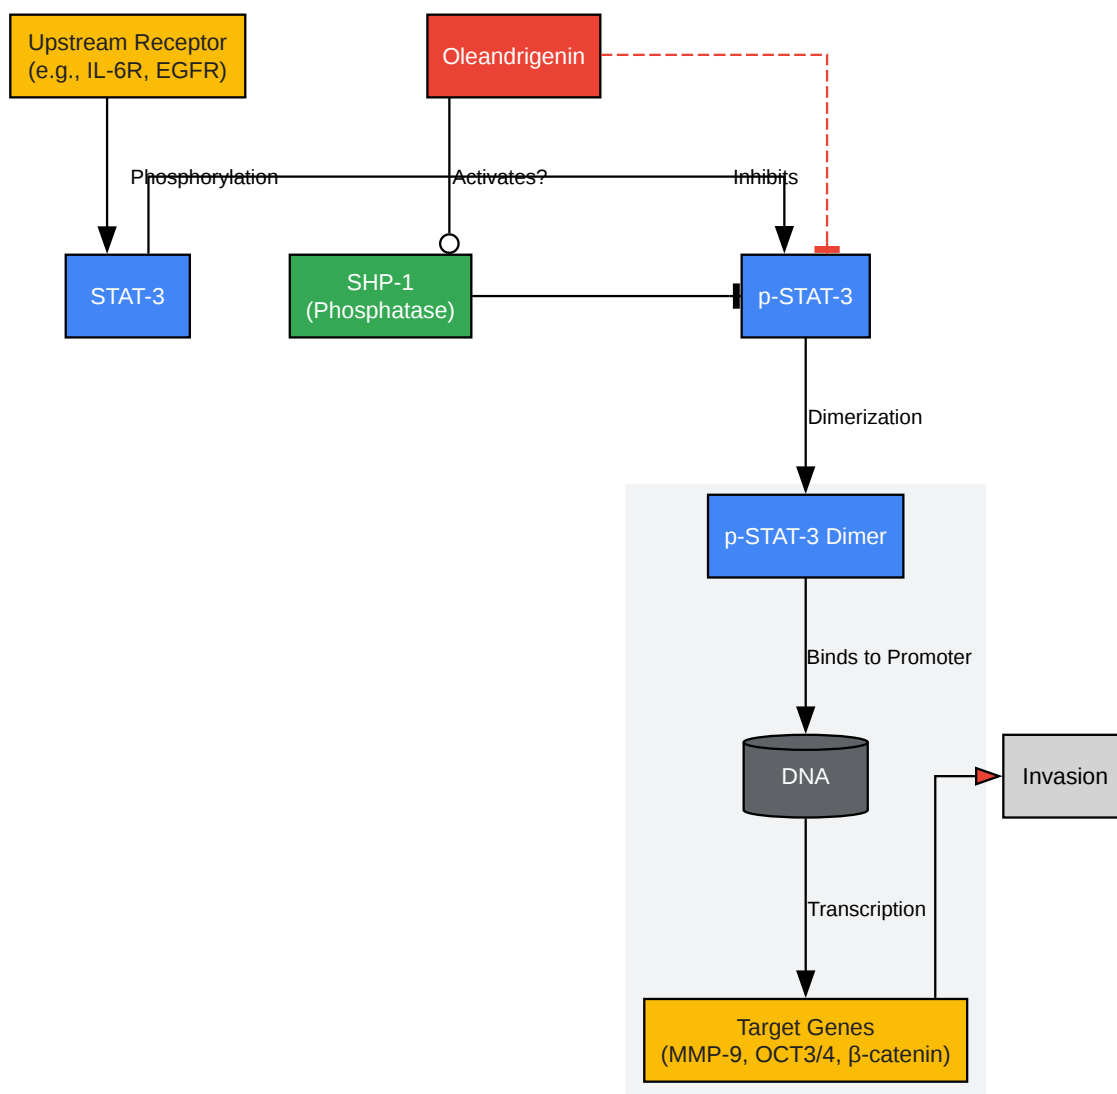 Upstream Receptor
(e.g., IL-6R, EGFR)
Oleandrigenin
Phosphorylation
Activates?
Inhibits
STAT-3
SHP-1
(Phosphatase)
p-STAT-3
Dimerization
p-STAT-3 Dimer
Binds to Promoter
DNA
Invasion
Transcription
Target Genes
(MMP-9, OCT3/4, β-catenin)